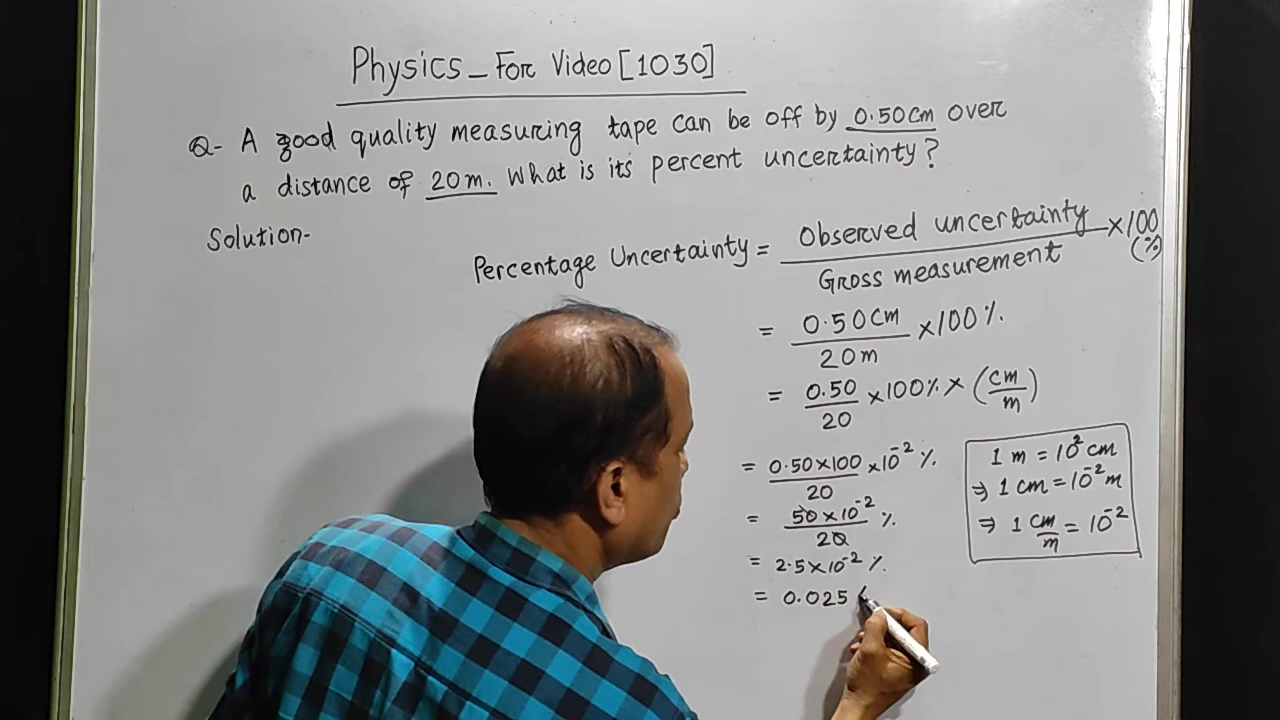 Physics_For Video [1030]
Q- A good quality measuring tape can be off by 0.50cm over
a distance of 20m. What is its percent uncertainty?
Solution-
Percentage Uncertainty = Observed uncertainty / Gross measurement ×100 (%)
= 0.50cm / 20m ×100%
= 0.50 / 20 ×100% × (cm / m)
= 0.50×100 / 20 ×10⁻² %
= 50×10⁻² / 20 %
= 2.5×10⁻² %
= 0.025
1 m = 10² cm
⇒ 1 cm = 10⁻² m
⇒ 1 cm / m = 10⁻²